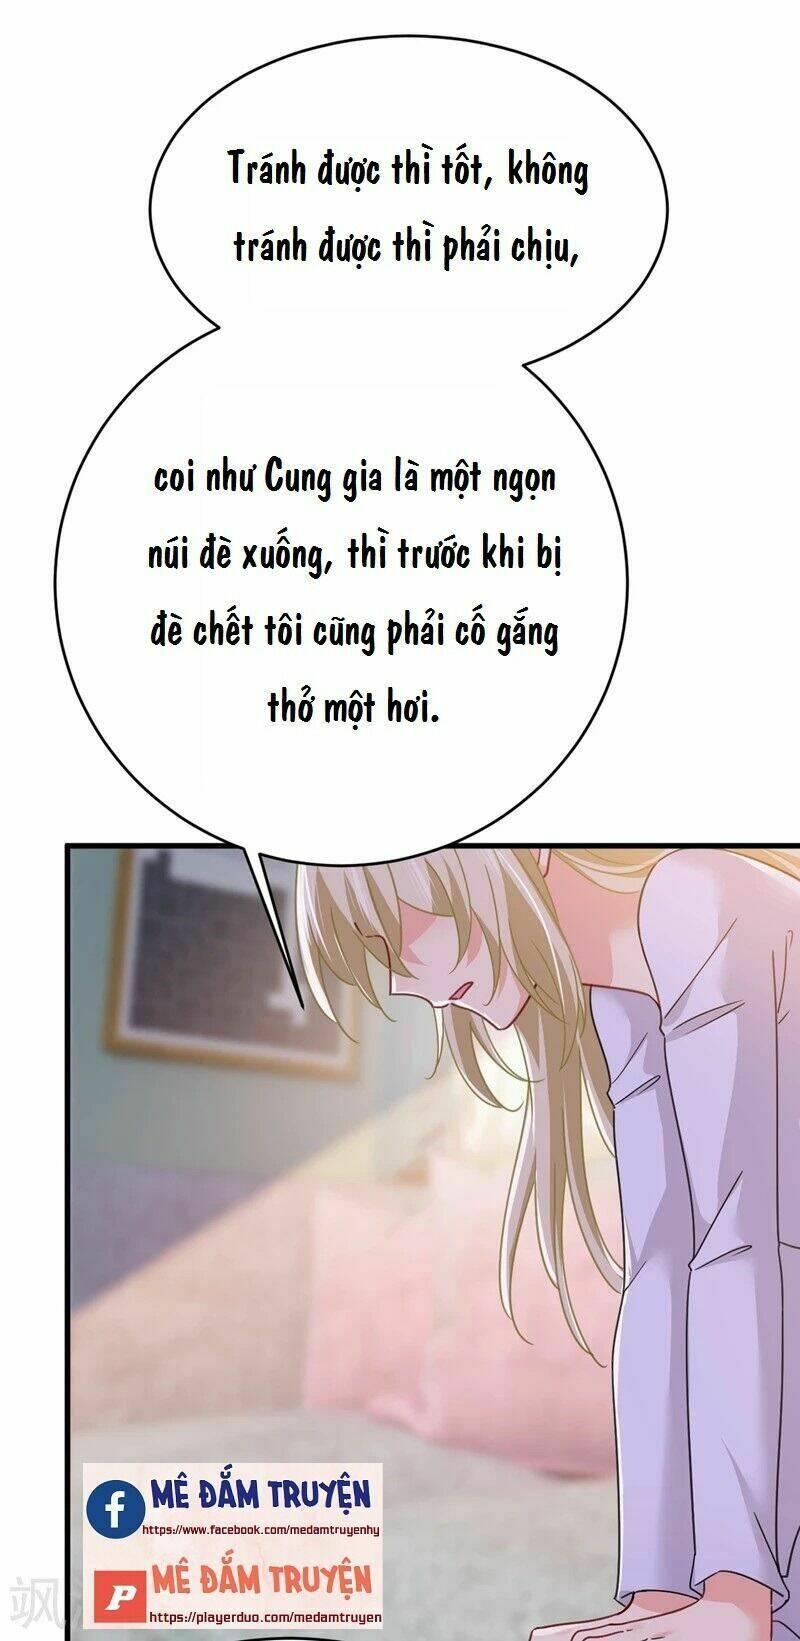 Tránh được thì tốt, không
tránh được thì phải chịu,
coi như Cung gia là một ngọn
núi đè xuống, thì trước khi bị
đè chết tôi cũng phải cố gắng
thở một hơi.
MÊ ĐẮM TRUYỆN
https://www.facebook.com/medamtruyenhy
MÊ ĐẮM TRUYỆN
https://playerduo.com/medamtruyen
飒